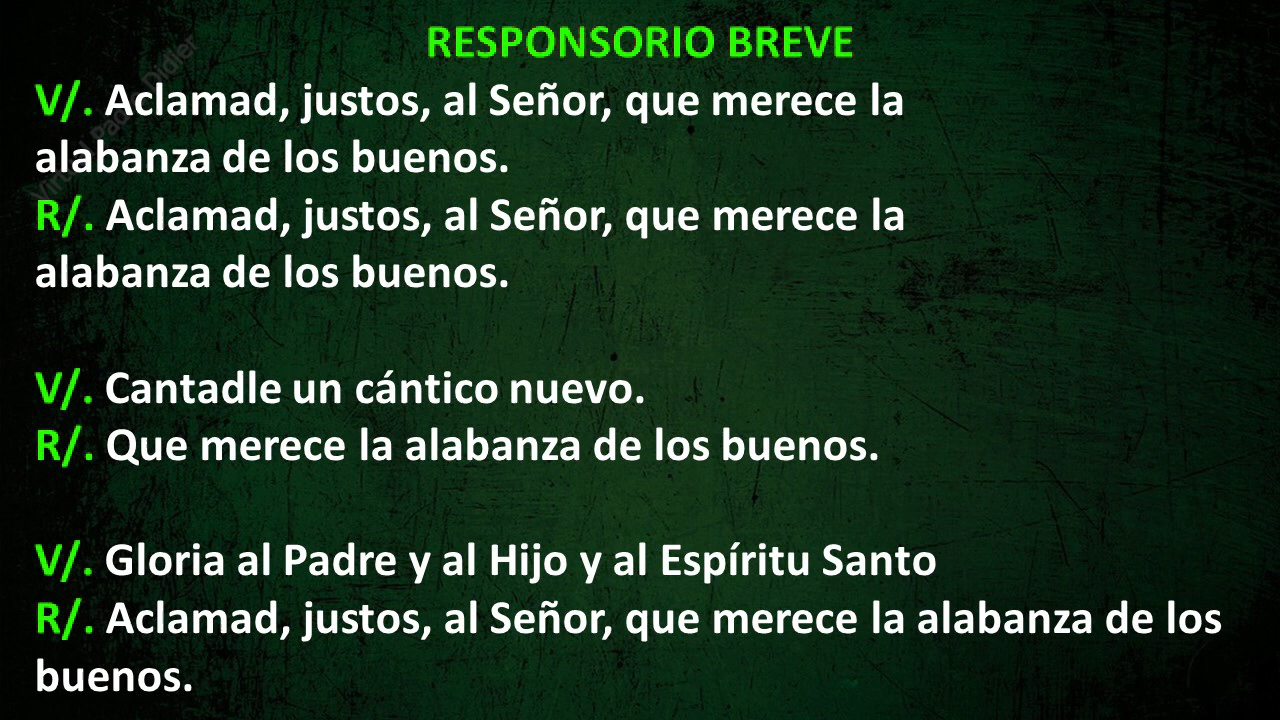 RESPONSORIO BREVE
V/. Aclamad, justos, al Señor, que merece la
alabanza de los buenos.
R/. Aclamad, justos, al Señor, que merece la
alabanza de los buenos.
V/. Cantadle un cántico nuevo.
R/. Que merece la alabanza de los buenos.
V/. Gloria al Padre y al Hijo y al Espíritu Santo
R/. Aclamad, justos, al Señor, que merece la alabanza de los
buenos.